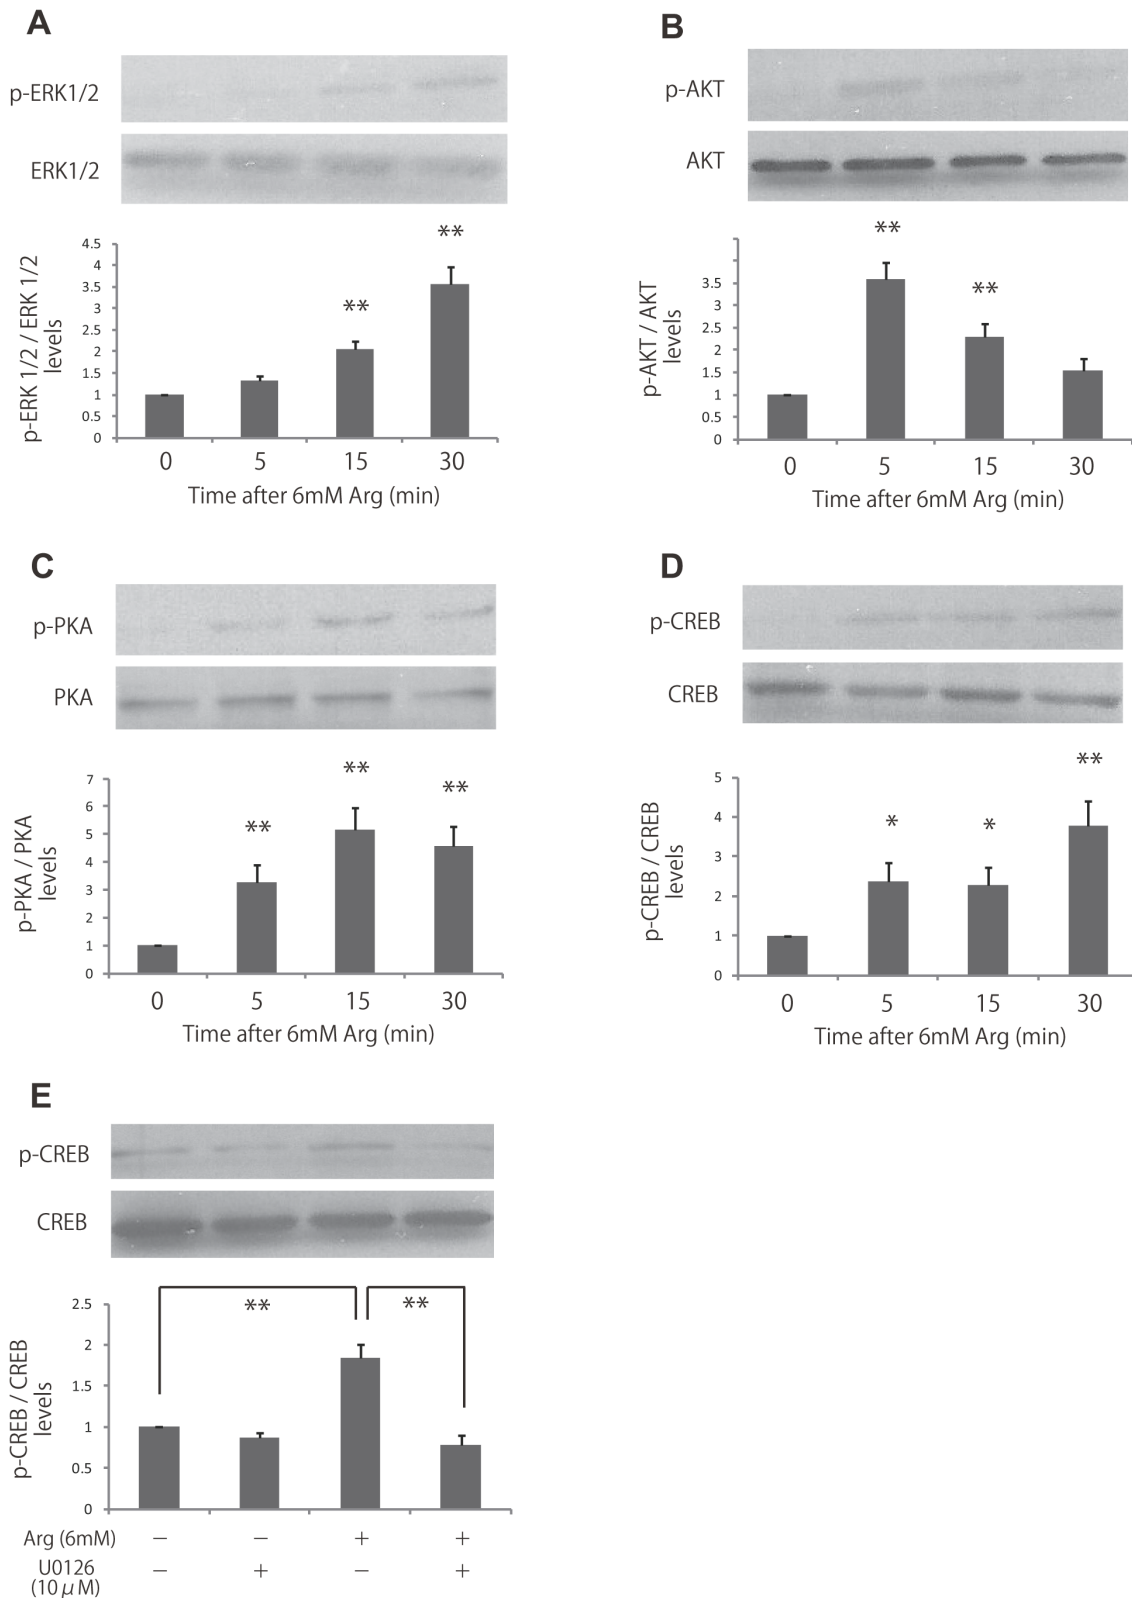 A
p-ERK1/2
ERK1/2
**
**
p-ERK 1/2 / ERK 1/2
levels
4.5
4
3.5
3
2.5
2
1.5
1
0.5
0
0 5 15 30
Time after 6mM Arg (min)
B
p-AKT
AKT
**
**
p-AKT / AKT
levels
3.5
3
2.5
2
1.5
1
0.5
0
0 5 15 30
Time after 6mM Arg (min)
C
p-PKA
PKA
**
**
**
p-PKA / PKA
levels
7
6
5
4
3
2
1
0
0 5 15 30
Time after 6mM Arg (min)
D
p-CREB
CREB
**
*
*
p-CREB / CREB
levels
5
4
3
2
1
0
0 5 15 30
Time after 6mM Arg (min)
E
p-CREB
CREB
** **
p-CREB / CREB
levels
2.5
2
1.5
1
0.5
0
Arg (6mM) − − + +
U0126 − + − +
(10 μ M)